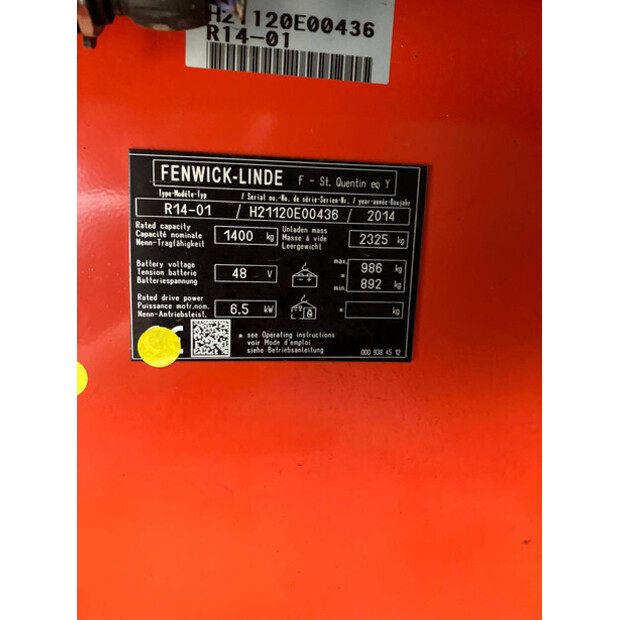 H21120E00436
R14-01
FENWICK-LINDE F - St. Quentin en Y
Type-Modèle-Typ / Serial no.-No. de série-Serien-Nr. / year-année-Baujahr
R14-01 / H21120E00436 / 2014
Rated capacity
Capacité nominale
Nenn-Tragfähigkeit
1400 kg
Unladen mass
Masse à vide
Leergewicht
2325 kg
Battery voltage
Tension batterie
Batteriespannung
48 V
max. 986 kg
*
min. 892 kg
Rated drive power
Puissance motr.nom.
Nenn-Antriebsleist.
6.5 kW
* kg
* see Operating instructions
voir Mode d'emploi
siehe Betriebsanleitung
000 938 45 12